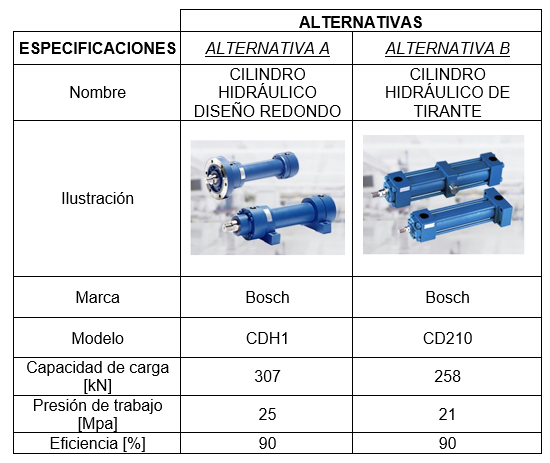 ALTERNATIVAS
ESPECIFICACIONES ALTERNATIVA A ALTERNATIVA B
Nombre
CILINDRO
HIDRÁULICO
DISEÑO REDONDO
CILINDRO
HIDRÁULICO DE
TIRANTE
Ilustración
Marca Bosch Bosch
Modelo CDH1 CD210
Capacidad de carga
[kN]
307 258
Presión de trabajo
[Mpa]
25 21
Eficiencia [%] 90 90